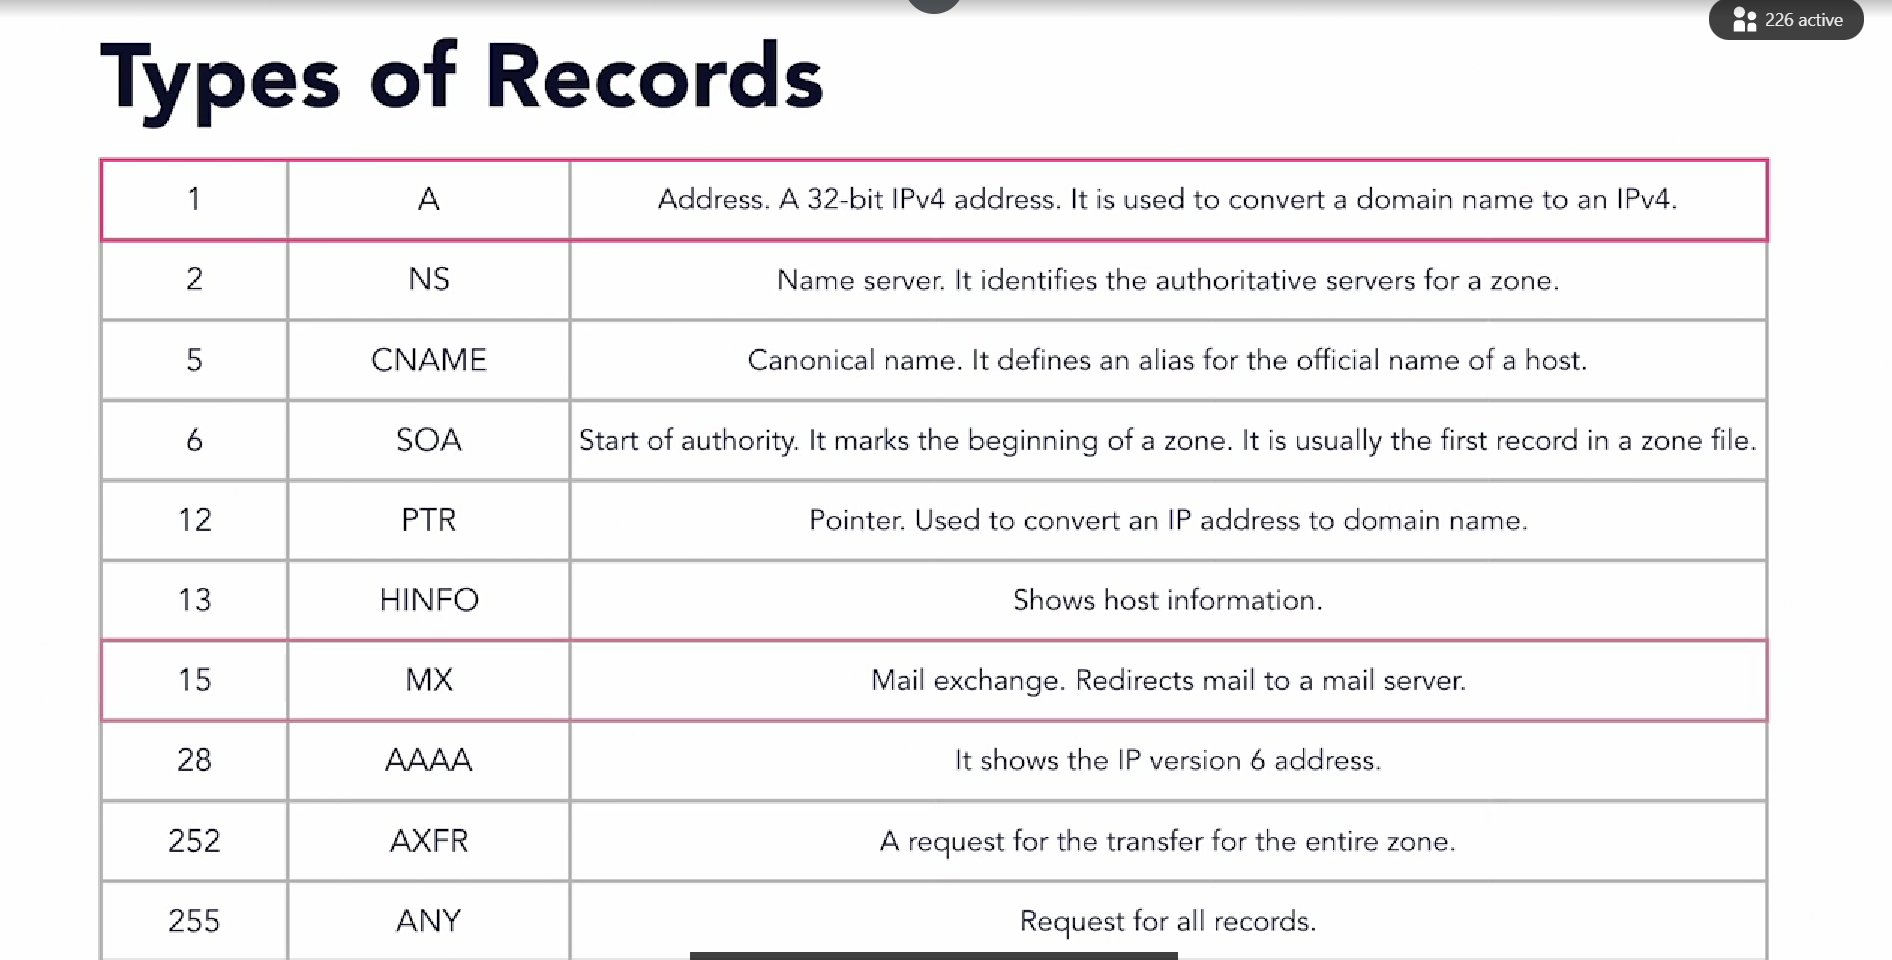 226 active
Types of Records
1 A Address. A 32-bit IPv4 address. It is used to convert a domain name to an IPv4.
2 NS Name server. It identifies the authoritative servers for a zone.
5 CNAME Canonical name. It defines an alias for the official name of a host.
6 SOA Start of authority. It marks the beginning of a zone. It is usually the first record in a zone file.
12 PTR Pointer. Used to convert an IP address to domain name.
13 HINFO Shows host information.
15 MX Mail exchange. Redirects mail to a mail server.
28 AAAA It shows the IP version 6 address.
252 AXFR A request for the transfer for the entire zone.
255 ANY Request for all records.